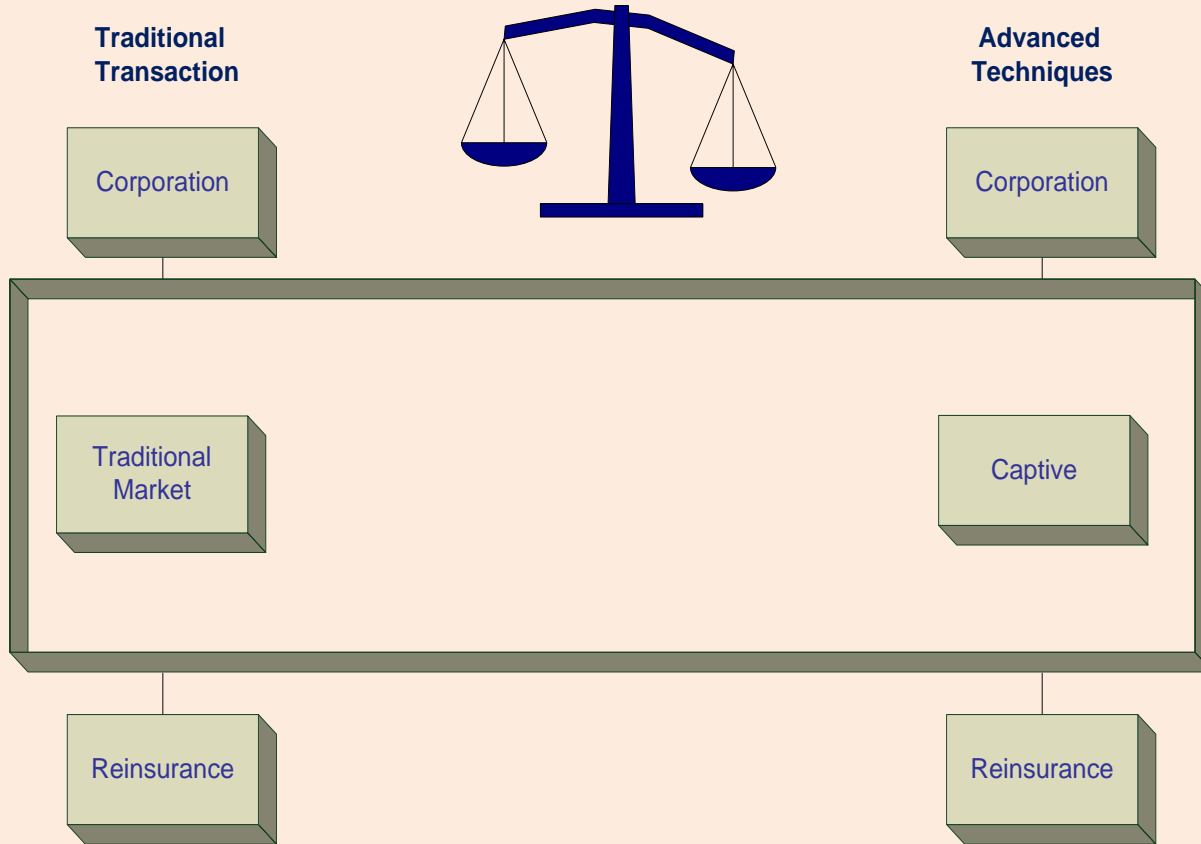 Traditional
Transaction
Advanced
Techniques
Corporation
Corporation
Traditional
Market
Captive
Reinsurance
Reinsurance